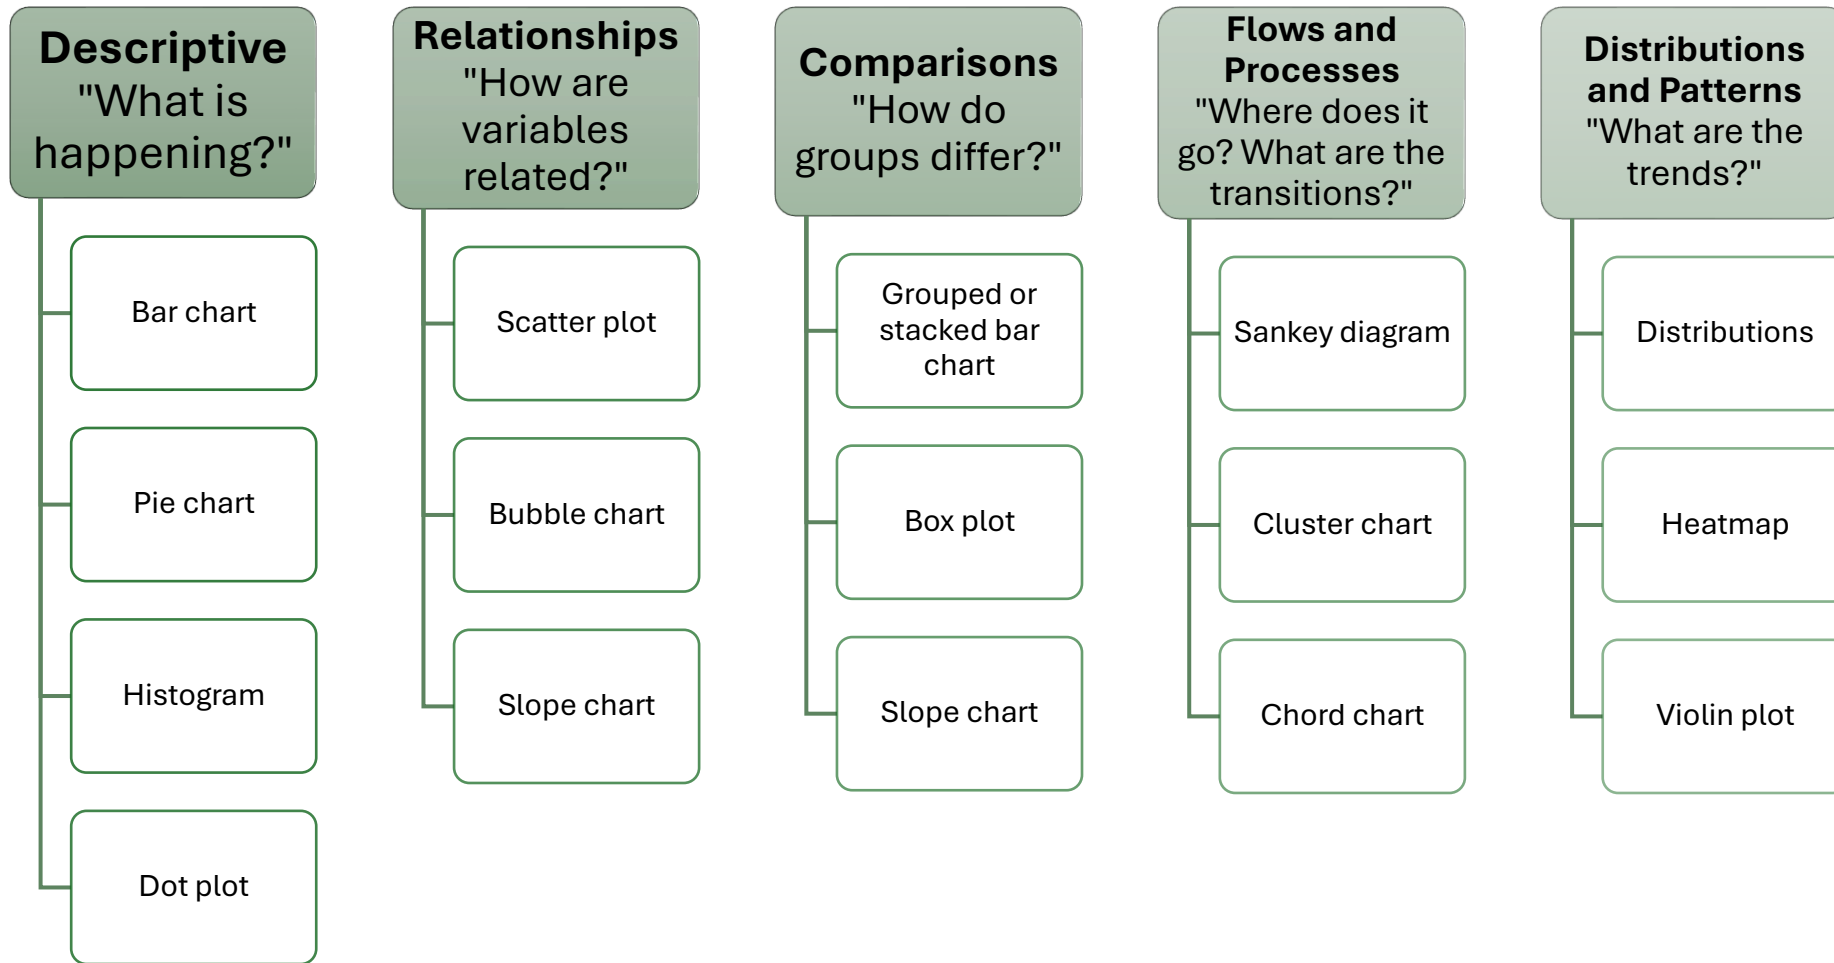 Descriptive
"What is
happening?"
Bar chart
Pie chart
Histogram
Dot plot
Relationships
"How are
variables
related?"
Scatter plot
Bubble chart
Slope chart
Comparisons
"How do
groups differ?"
Grouped or
stacked bar
chart
Box plot
Slope chart
Flows and
Processes
"Where does it
go? What are the
transitions?"
Sankey diagram
Cluster chart
Chord chart
Distributions
and Patterns
"What are the
trends?"
Distributions
Heatmap
Violin plot